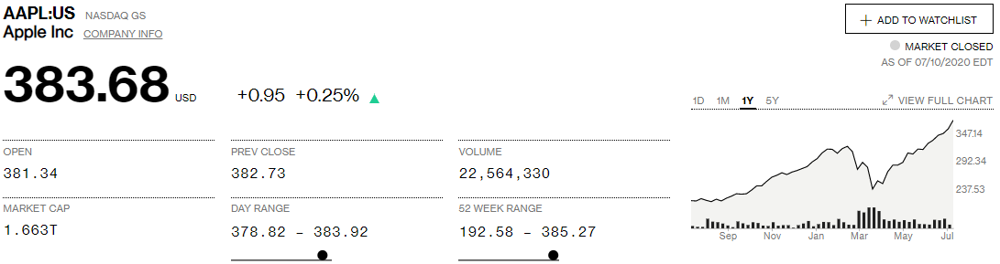 AAPL:US NASDAQ GS
Apple Inc COMPANY INFO
ADD TO WATCHLIST
MARKET CLOSED
AS OF 07/10/2020 EDT
383.68 USD +0.95 +0.25%
1D 1M 1Y 5Y VIEW FULL CHART
OPEN
381.34
PREV CLOSE
382.73
VOLUME
22,564,330
MARKET CAP
1.663T
DAY RANGE
378.82 – 383.92
52 WEEK RANGE
192.58 – 385.27
347.14
292.34
237.53
Sep Nov Jan Mar May Jul